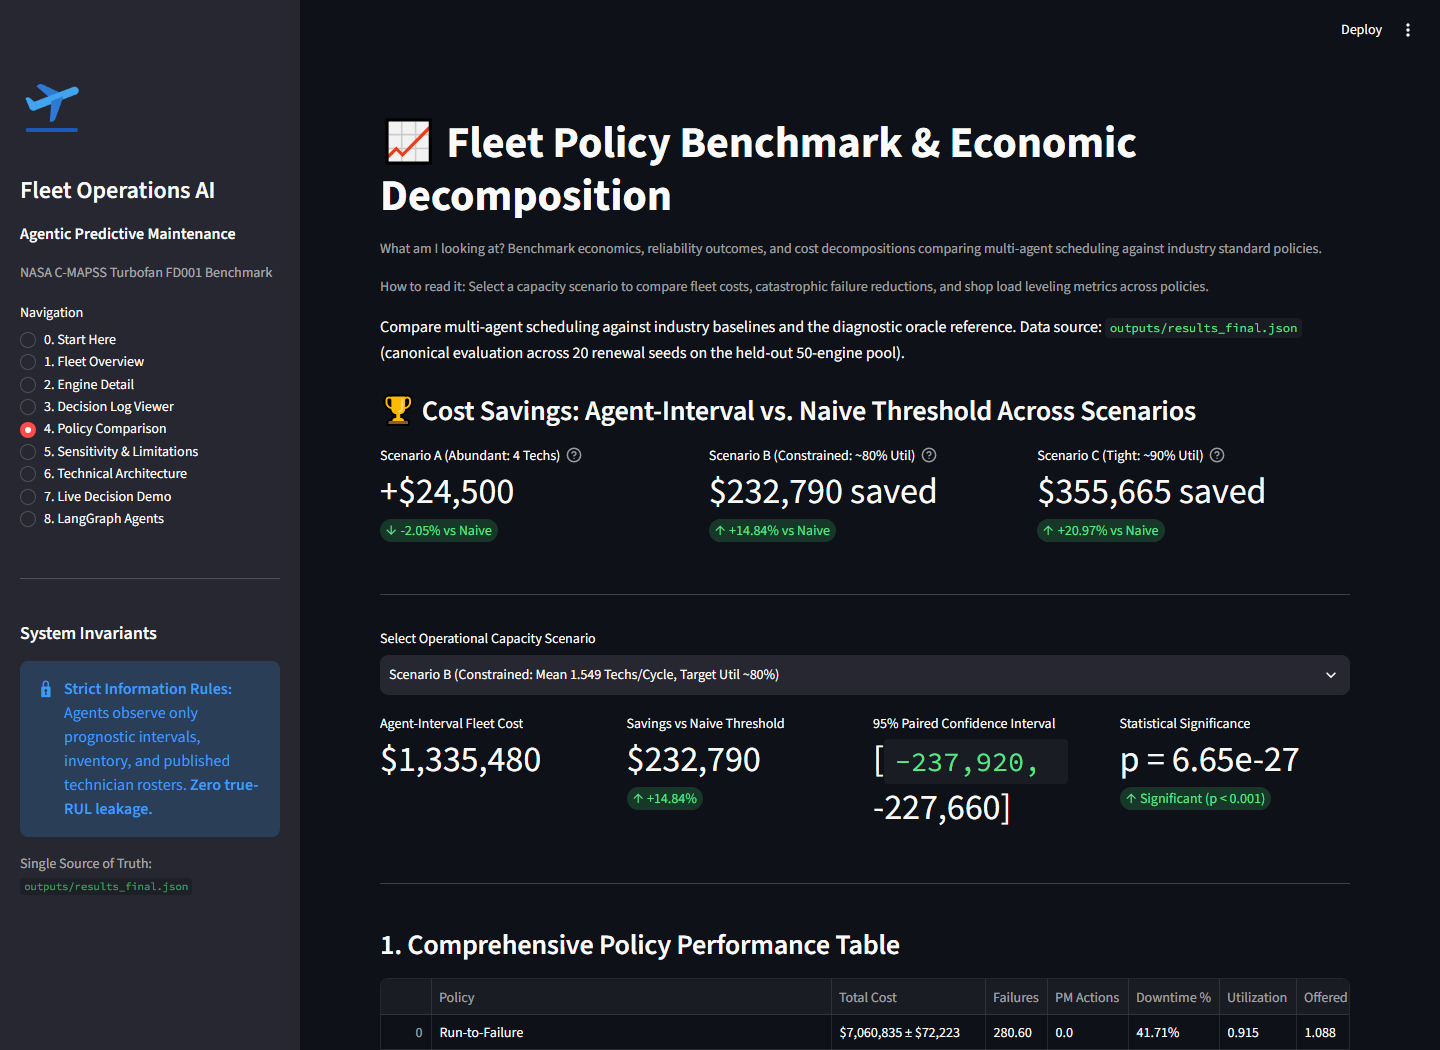 Deploy
Fleet Operations AI
Agentic Predictive Maintenance
NASA C-MAPSS Turbofan FD001 Benchmark
Navigation
0. Start Here
1. Fleet Overview
2. Engine Detail
3. Decision Log Viewer
4. Policy Comparison
5. Sensitivity & Limitations
6. Technical Architecture
7. Live Decision Demo
8. LangGraph Agents
System Invariants
Strict Information Rules:
Agents observe only
prognostic intervals,
inventory, and published
technician rosters. Zero true-
RUL leakage.
Single Source of Truth:
outputs/results_final.json
Fleet Policy Benchmark & Economic
Decomposition
What am I looking at? Benchmark economics, reliability outcomes, and cost decompositions comparing multi-agent scheduling against industry standard policies.
How to read it: Select a capacity scenario to compare fleet costs, catastrophic failure reductions, and shop load leveling metrics across policies.
Compare multi-agent scheduling against industry baselines and the diagnostic oracle reference. Data source: outputs/results_final.json
(canonical evaluation across 20 renewal seeds on the held-out 50-engine pool).
Cost Savings: Agent-Interval vs. Naive Threshold Across Scenarios
Scenario A (Abundant: 4 Techs) Scenario B (Constrained: ~80% Util) Scenario C (Tight: ~90% Util)
+$24,500 $232,790 saved $355,665 saved
↓ -2.05% vs Naive ↑ +14.84% vs Naive ↑ +20.97% vs Naive
Select Operational Capacity Scenario
Scenario B (Constrained: Mean 1.549 Techs/Cycle, Target Util ~80%)
Agent-Interval Fleet Cost Savings vs Naive Threshold 95% Paired Confidence Interval Statistical Significance
$1,335,480 $232,790 [ -237,920, p = 6.65e-27
↑ +14.84% -227,660] ↑ Significant (p < 0.001)
1. Comprehensive Policy Performance Table
Policy Total Cost Failures PM Actions Downtime % Utilization Offered
0 Run-to-Failure $7,060,835 ± $72,223 280.60 0.0 41.71% 0.915 1.088